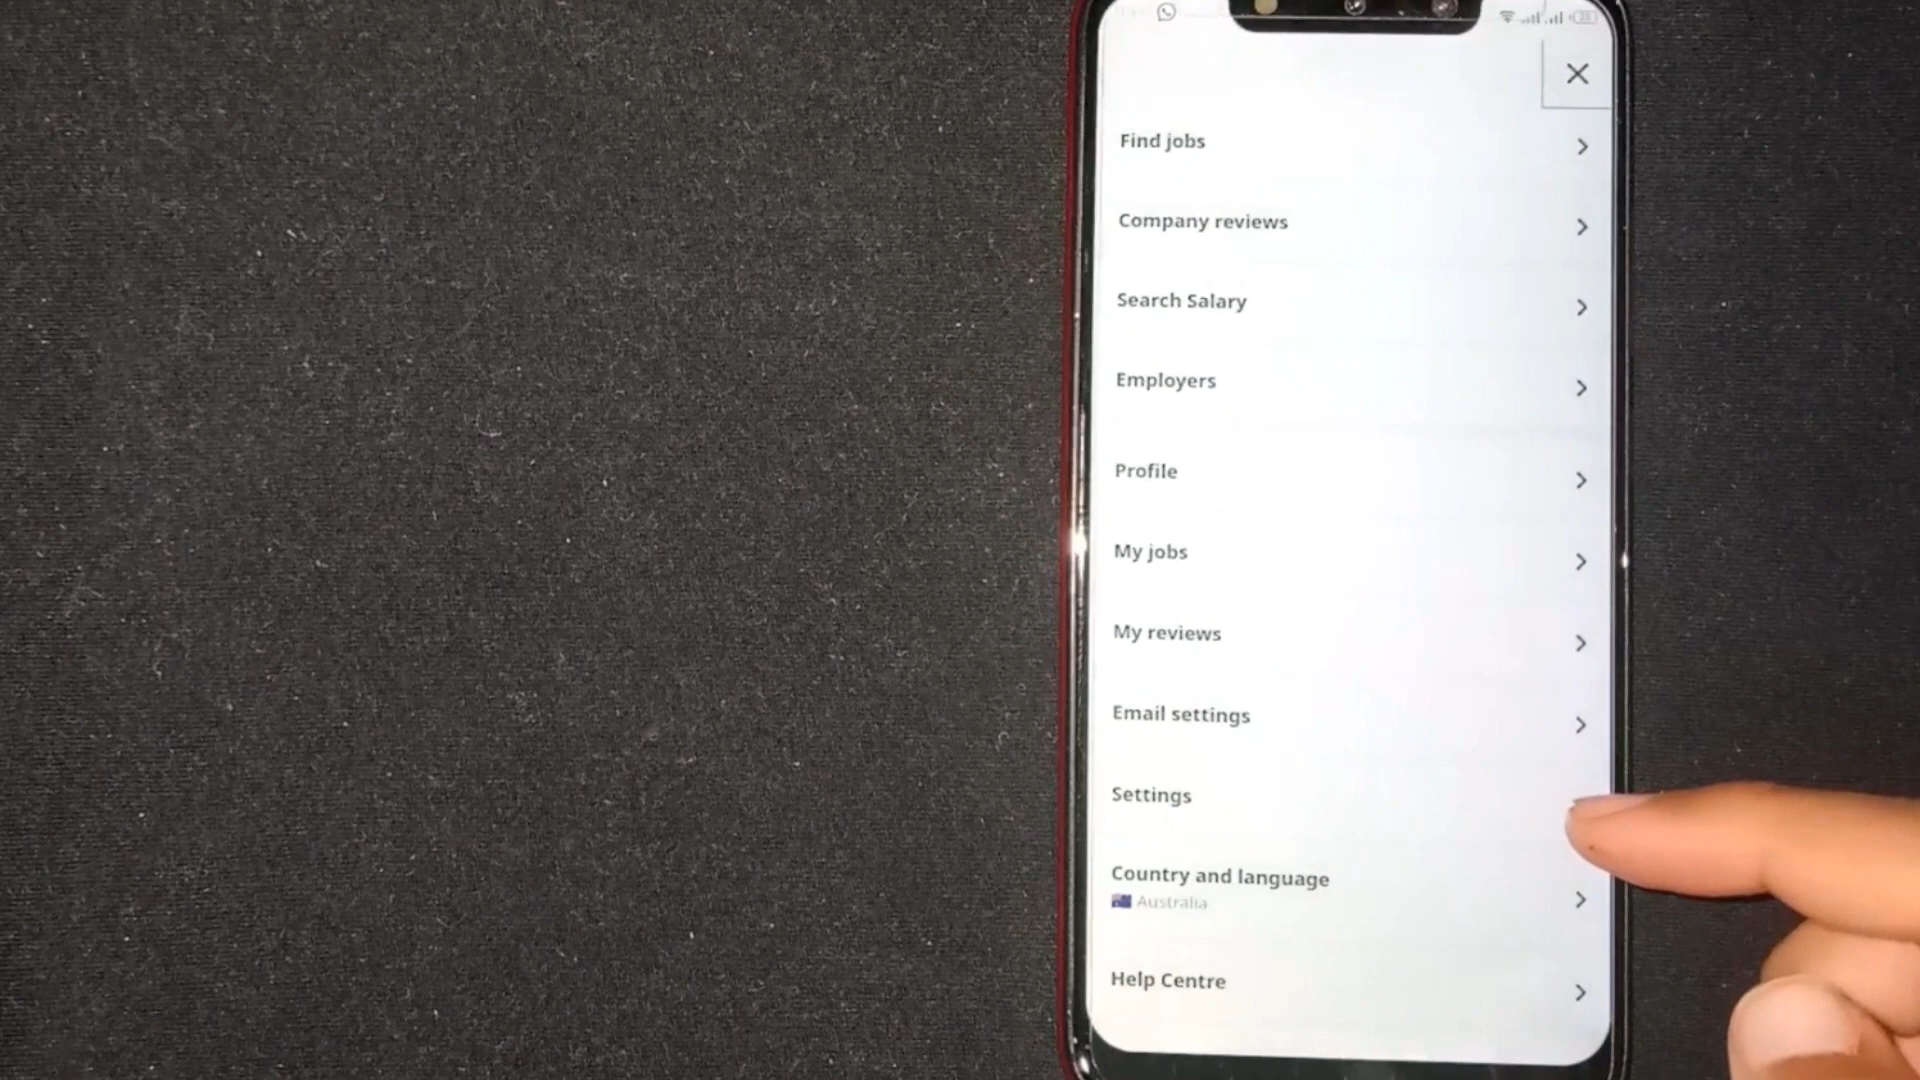 Find jobs
Company reviews
Search Salary
Employers
Profile
My jobs
My reviews
Email settings
Settings
Country and language
Australia
Help Centre